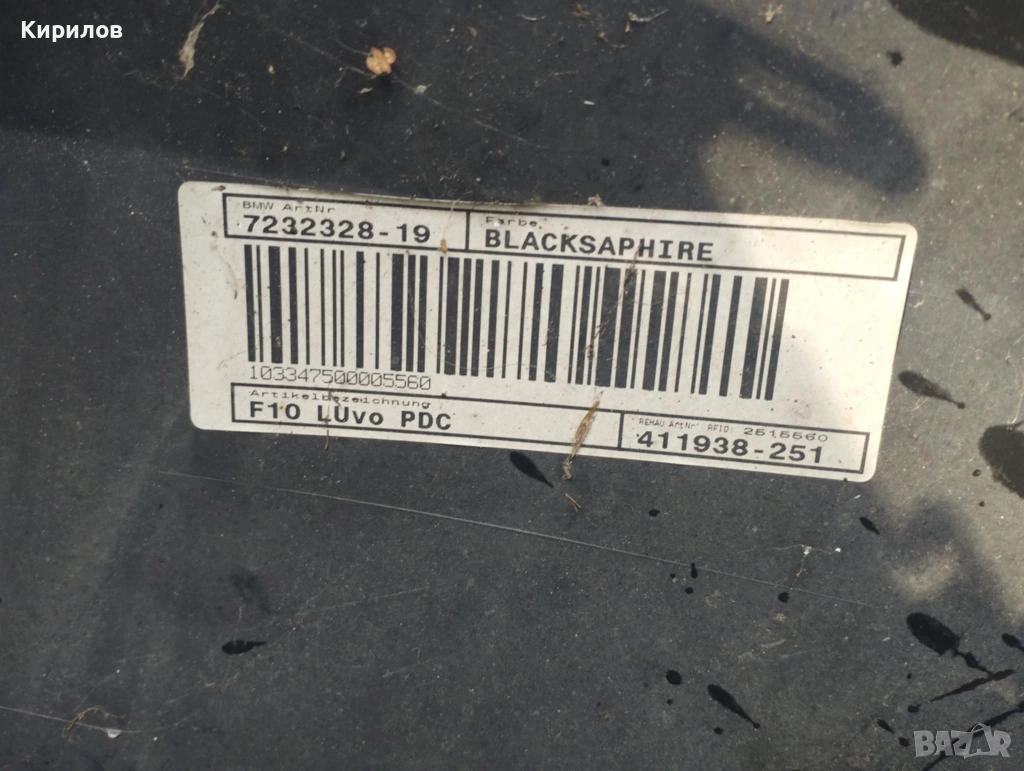 Кирилов
BMW ArtNr
7232328-19
Farbe
BLACKSAPHIRE
103347500005560
Artikelbezeichnung
F10 LUvo PDC
REHAU ArtNr RFID: 2515560
411938-251
BAZAR